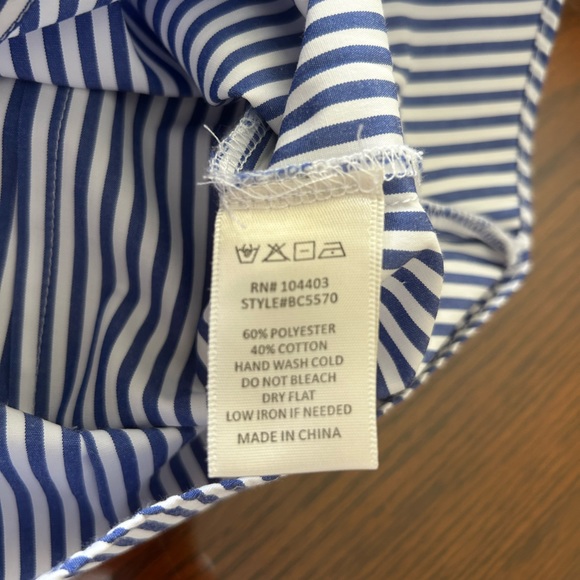 RN# 104403
STYLE#BC5570
60% POLYESTER
40% COTTON
HAND WASH COLD
DO NOT BLEACH
DRY FLAT
LOW IRON IF NEEDED
MADE IN CHINA